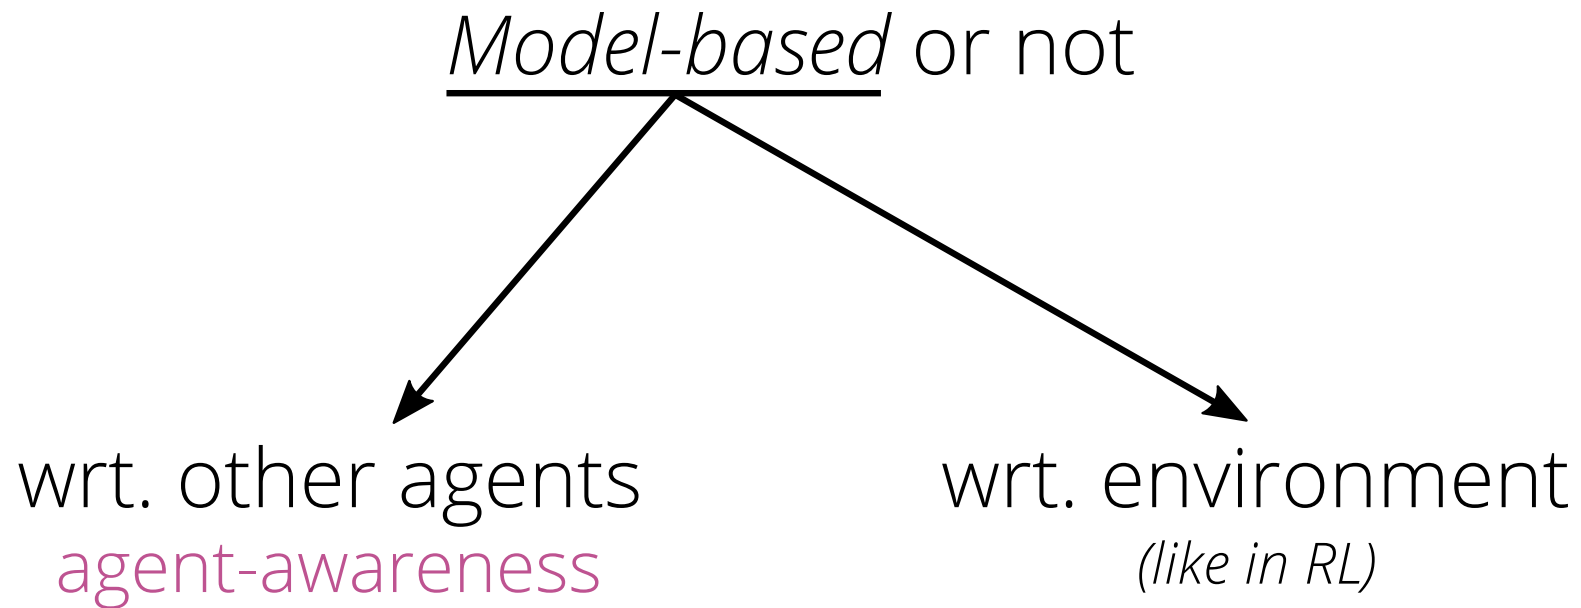 Model-based or not
wrt. other agents
agent-awareness
wrt. environment
(like in RL)